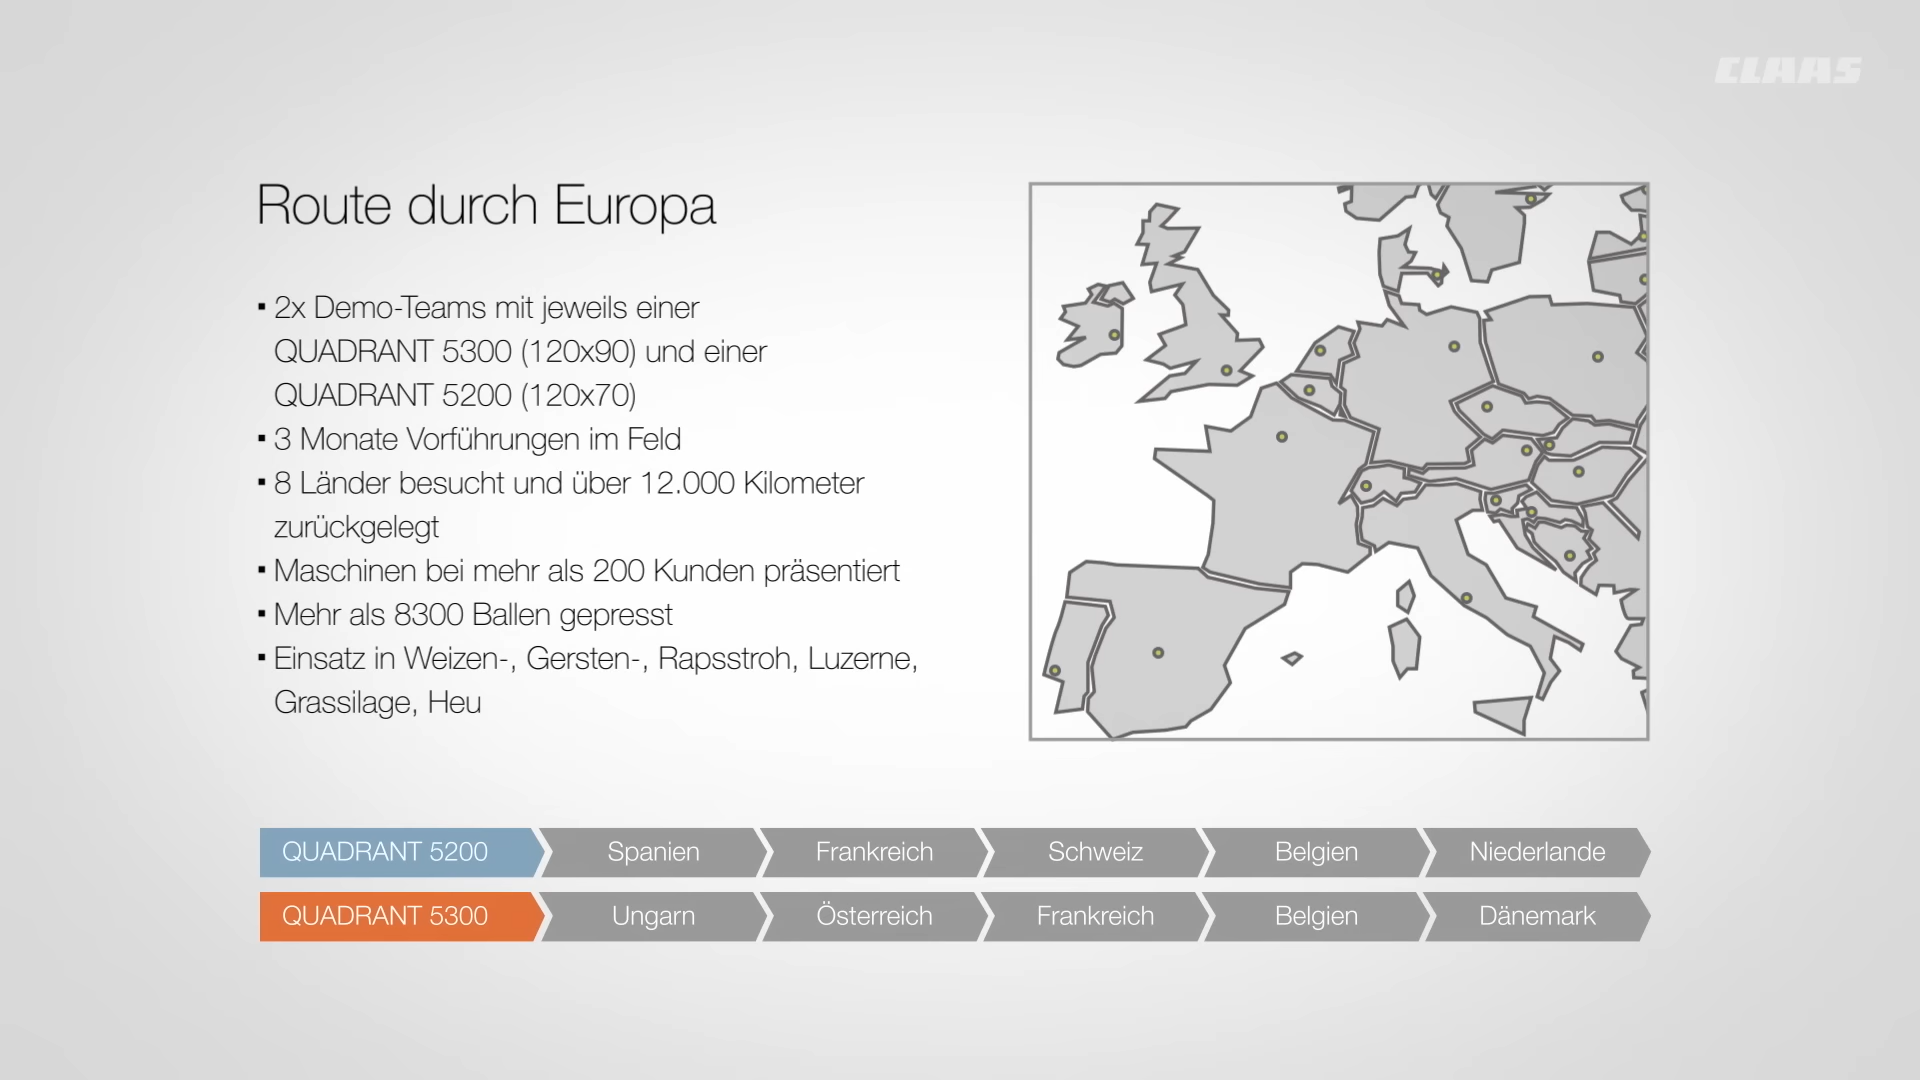 CLAAS
Route durch Europa
▪ 2x Demo-Teams mit jeweils einer
QUADRANT 5300 (120x90) und einer
QUADRANT 5200 (120x70)
▪ 3 Monate Vorführungen im Feld
▪ 8 Länder besucht und über 12.000 Kilometer
zurückgelegt
▪ Maschinen bei mehr als 200 Kunden präsentiert
▪ Mehr als 8300 Ballen gepresst
▪ Einsatz in Weizen-, Gersten-, Rapsstroh, Luzerne,
Grassilage, Heu
QUADRANT 5200 Spanien Frankreich Schweiz Belgien Niederlande
QUADRANT 5300 Ungarn Österreich Frankreich Belgien Dänemark